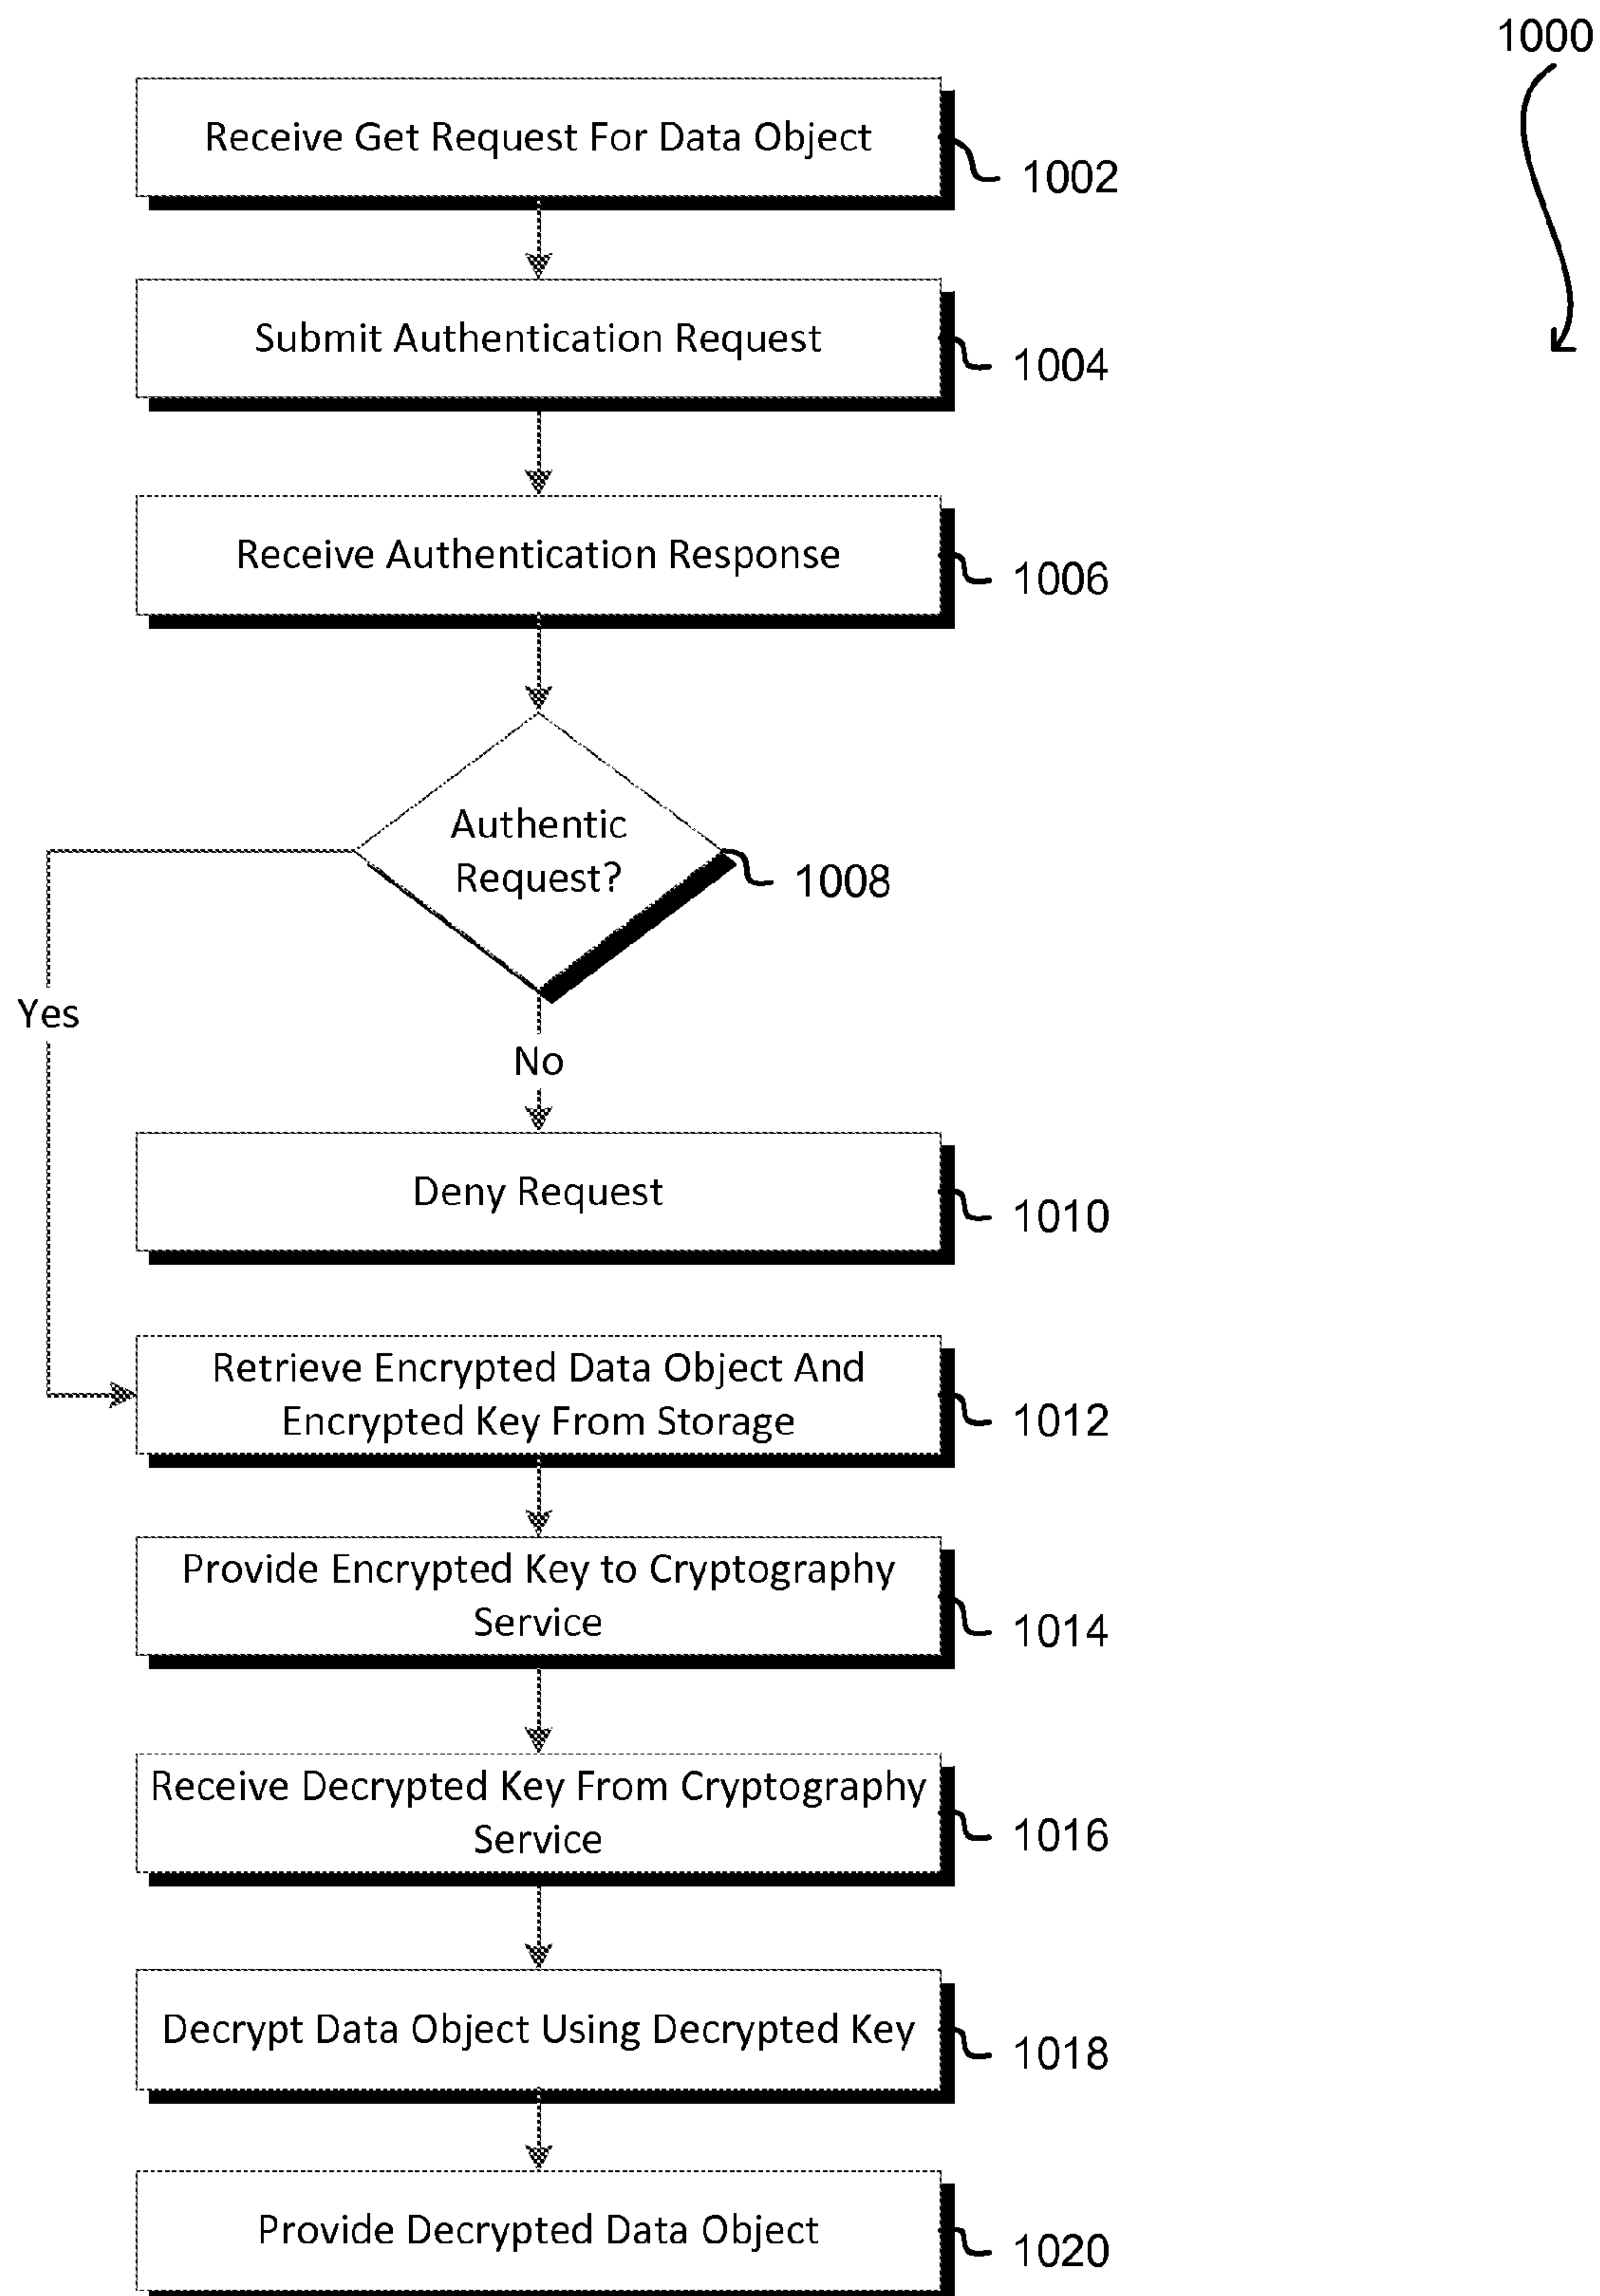 1000
Receive Get Request For Data Object
1002
Submit Authentication Request
1004
Receive Authentication Response
1006
Authentic
Request?
1008
Yes
No
Deny Request
1010
Retrieve Encrypted Data Object And
Encrypted Key From Storage
1012
Provide Encrypted Key to Cryptography
Service
1014
Receive Decrypted Key From Cryptography
Service
1016
Decrypt Data Object Using Decrypted Key
1018
Provide Decrypted Data Object
1020